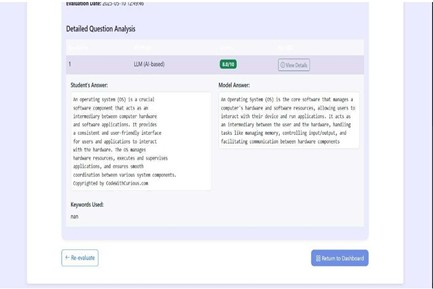 Evaluation Date: 2025-05-10 12:49:46
Detailed Question Analysis
1 LLM (AI-based) 8.0/10 View Details
Student's Answer:
An operating system (OS) is a crucial
software component that acts as an
intermediary between computer hardware
and software applications. it provides
a consistent and user-friendly interface
for users and applications to interact
with the hardware. The OS manages
hardware resources, executes and supervises
applications, and ensures smooth
coordination between various system components.
Copyrighted by CodeWithCurious.com
Model Answer:
An Operating System (OS) is the core software that manages a
computer's hardware and software resources, allowing users to
interact with their device and run applications. it acts as
an intermediary between the user and the hardware, handling
tasks like managing memory, controlling input/output, and
facilitating communication between hardware components
Keywords Used:
nan
← Re-evaluate
Return to Dashboard